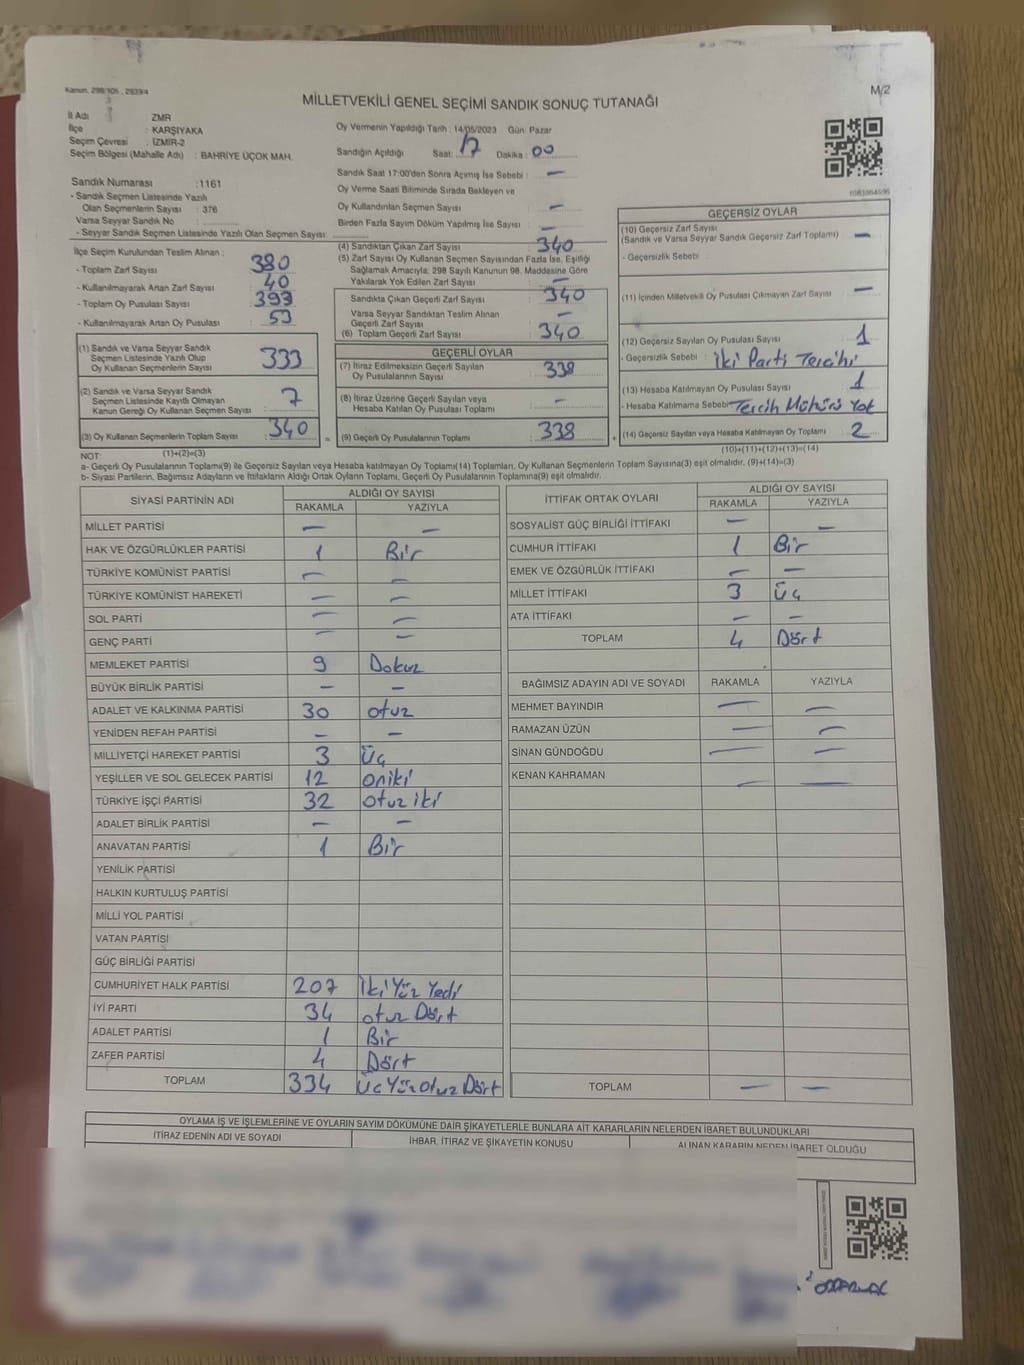 Kanun. 298/105, 2839/4
M/2
MİLLETVEKİLİ GENEL SEÇİMİ SANDIK SONUÇ TUTANAĞI
İl Adı : ZMR
İlçe : KARŞIYAKA
Seçim Çevresi : İZMİR-2
Seçim Bölgesi (Mahalle Adı) : BAHRİYE ÜÇOK MAH.
Oy Vermenin Yapıldığı Tarih : 14/05/2023 Gün: Pazar
Sandığın Açıldığı Saat: 17 Dakika : 00
Sandık Saat 17:00'den Sonra Açımış İse Sebebi : —
Oy Verme Saati Bitiminde Sırada Bekleyen ve
Oy Kullandırılan Seçmen Sayısı : —
Birden Fazla Sayım Döküm Yapılmış İse Sayısı : —
Sandık Numarası : 1161
- Sandık Seçmen Listesinde Yazılı
Olan Seçmenlerin Sayısı : 376
Varsa Seyyar Sandık No :
- Seyyar Sandık Seçmen Listesinde Yazılı Olan Seçmen Sayısı:
İlçe Seçim Kurulundan Teslim Alınan :
- Toplam Zarf Sayısı : 380
- Kullanılmayarak Artan Zarf Sayısı : 40
- Toplam Oy Pusulası Sayısı : 393
- Kullanılmayarak Artan Oy Pusulası : 53
(1) Sandık ve Varsa Seyyar Sandık
Seçmen Listesinde Yazılı Olup
Oy Kullanan Seçmenlerin Sayısı : 333
(2) Sandık ve Varsa Seyyar Sandık
Seçmen Listesinde Kayıtlı Olmayan
Kanun Gereği Oy Kullanan Seçmen Sayısı : 7
(3) Oy Kullanan Seçmenlerin Toplam Sayısı : 340
(4) Sandıktan Çıkan Zarf Sayısı : 340
(5) Zarf Sayısı Oy Kullanan Seçmen Sayısından Fazla İse, Eşitliği
Sağlamak Amacıyla; 298 Sayılı Kanunun 98. Maddesine Göre
Yakılarak Yok Edilen Zarf Sayısı : —
Sandıkta Çıkan Geçerli Zarf Sayısı : 340
Varsa Seyyar Sandıktan Teslim Alınan
Geçerli Zarf Sayısı : —
(6) Toplam Geçerli Zarf Sayısı : 340
GEÇERLİ OYLAR
(7) İtiraz Edilmeksizin Geçerli Sayılan
Oy Pusulalarının Sayısı : 338
(8) İtiraz Üzerine Geçerli Sayılan veya
Hesaba Katılan Oy Pusulası Toplamı : —
= (9) Geçerli Oy Pusulalarının Toplamı : 338 +
GEÇERSİZ OYLAR
(10) Geçersiz Zarf Sayısı
(Sandık ve Varsa Seyyar Sandık Geçersiz Zarf Toplamı) : —
- Geçersizlik Sebebi :
(11) İçinden Milletvekili Oy Pusulası Çıkmayan Zarf Sayısı : —
(12) Geçersiz Sayılan Oy Pusulası Sayısı : 1
- Geçersizlik Sebebi : İki Parti Tercihi
(13) Hesaba Katılmayan Oy Pusulası Sayısı : 1
- Hesaba Katılmama Sebebi : Tercih Mührü Yok
(14) Geçersiz Sayılan veya Hesaba Katılmayan Oy Toplamı : 2
NOT: (1)+(2)=(3)
(10)+(11)+(12)+(13)=(14)
a- Geçerli Oy Pusulalarının Toplamı(9) ile Geçersiz Sayılan veya Hesaba katılmayan Oy Toplamı(14) Toplamları, Oy Kullanan Seçmenlerin Toplam Sayısına(3) eşit olmalıdır. (9)+(14)=(3)
b- Siyasi Partilerin, Bağımsız Adayların ve İttifakların Aldığı Ortak Oyların Toplamı, Geçerli Oy Pusulalarının Toplamına(9) eşit olmalıdır.
SİYASİ PARTİNİN ADI ALDIĞI OY SAYISI
RAKAMLA YAZIYLA
MİLLET PARTİSİ — —
HAK VE ÖZGÜRLÜKLER PARTİSİ 1 Bir
TÜRKİYE KOMÜNİST PARTİSİ — —
TÜRKİYE KOMÜNİST HAREKETİ — —
SOL PARTİ — —
GENÇ PARTİ — —
MEMLEKET PARTİSİ 9 Dokuz
BÜYÜK BİRLİK PARTİSİ — —
ADALET VE KALKINMA PARTİSİ 30 otuz
YENİDEN REFAH PARTİSİ — —
MİLLİYETÇİ HAREKET PARTİSİ 3 Üç
YEŞİLLER VE SOL GELECEK PARTİSİ 12 oniki
TÜRKİYE İŞÇİ PARTİSİ 32 otuz iki
ADALET BİRLİK PARTİSİ — —
ANAVATAN PARTİSİ 1 Bir
YENİLİK PARTİSİ
HALKIN KURTULUŞ PARTİSİ
MİLLİ YOL PARTİSİ
VATAN PARTİSİ
GÜÇ BİRLİĞİ PARTİSİ
CUMHURİYET HALK PARTİSİ 207 İki Yüz Yedi
İYİ PARTİ 34 otuz Dört
ADALET PARTİSİ 1 Bir
ZAFER PARTİSİ 4 Dört
TOPLAM 334 Üç Yüz Otuz Dört
İTTİFAK ORTAK OYLARI ALDIĞI OY SAYISI
RAKAMLA YAZIYLA
SOSYALİST GÜÇ BİRLİĞİ İTTİFAKI — —
CUMHUR İTTİFAKI 1 Bir
EMEK VE ÖZGÜRLÜK İTTİFAKI — —
MİLLET İTTİFAKI 3 Üç
ATA İTTİFAKI — —
TOPLAM 4 Dört
BAĞIMSIZ ADAYIN ADI VE SOYADI RAKAMLA YAZIYLA
MEHMET BAYINDIR — —
RAMAZAN ÜZÜN — —
SİNAN GÜNDOĞDU — —
KENAN KAHRAMAN — —
TOPLAM — —
OYLAMA İŞ VE İŞLEMLERİNE VE OYLARIN SAYIM DÖKÜMÜNE DAİR ŞİKAYETLERLE BUNLARA AİT KARARLARIN NELERDEN İBARET BULUNDUKLARI
İTİRAZ EDENİN ADI VE SOYADI İHBAR, İTİRAZ VE ŞİKAYETİN KONUSU ALINAN KARARIN NEDEN İBARET OLDUĞU